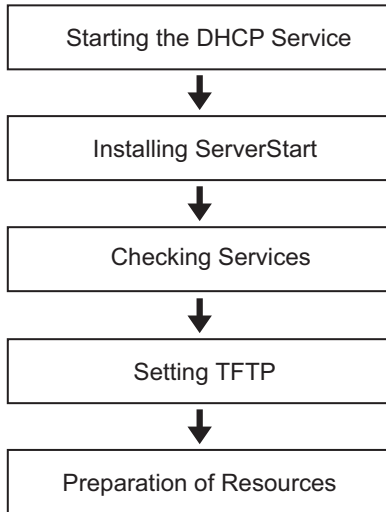 Starting the DHCP Service
Installing ServerStart
Checking Services
Setting TFTP
Preparation of Resources